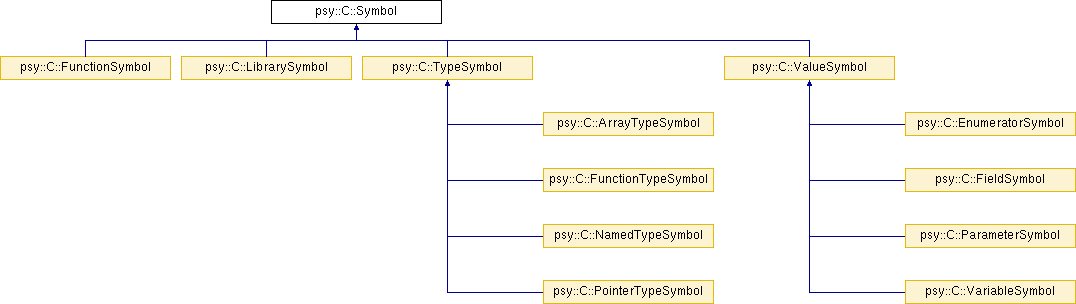 psy::C::Symbol
psy::C::FunctionSymbol
psy::C::LibrarySymbol
psy::C::TypeSymbol
psy::C::ValueSymbol
psy::C::ArrayTypeSymbol
psy::C::EnumeratorSymbol
psy::C::FunctionTypeSymbol
psy::C::FieldSymbol
psy::C::NamedTypeSymbol
psy::C::ParameterSymbol
psy::C::PointerTypeSymbol
psy::C::VariableSymbol